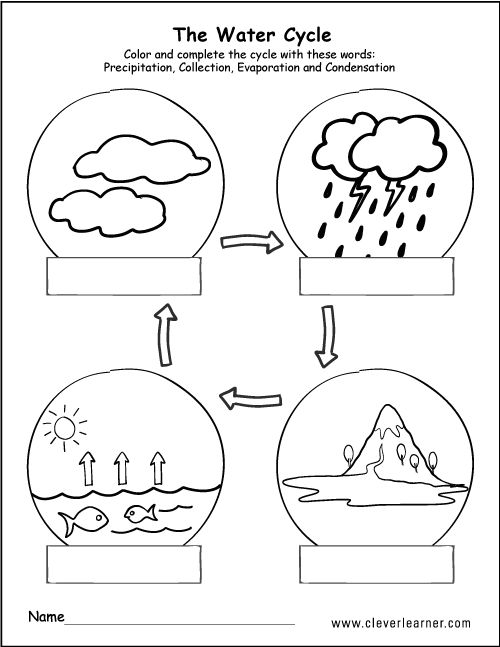 The Water Cycle
Color and complete the cycle with these words:
Precipitation, Collection, Evaporation and Condensation
Name
www.cleverlearner.com